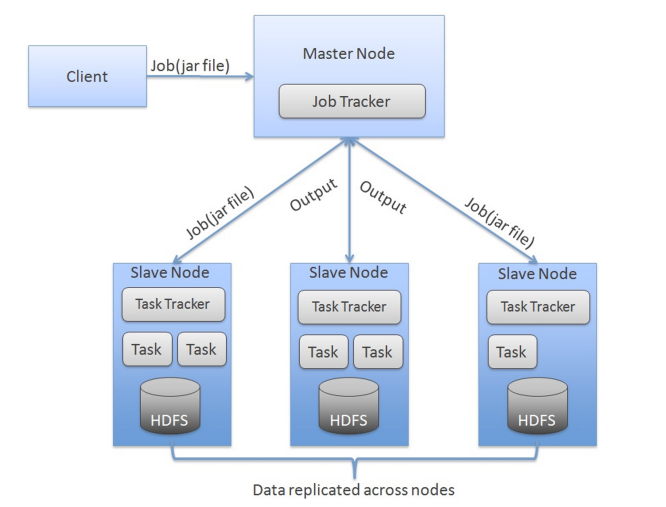 Client
Job(jar file)
Master Node
Job Tracker
Job(jar file)
Output
Output
Job(jar file)
Slave Node
Task Tracker
Task
Task
HDFS
Slave Node
Task Tracker
Task
Task
HDFS
Slave Node
Task Tracker
Task
HDFS
Data replicated across nodes